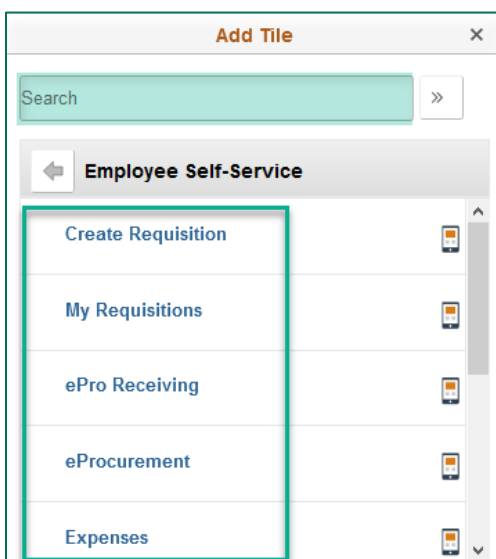 Add Tile
Search
Employee Self-Service
Create Requisition
My Requisitions
ePro Receiving
eProcurement
Expenses